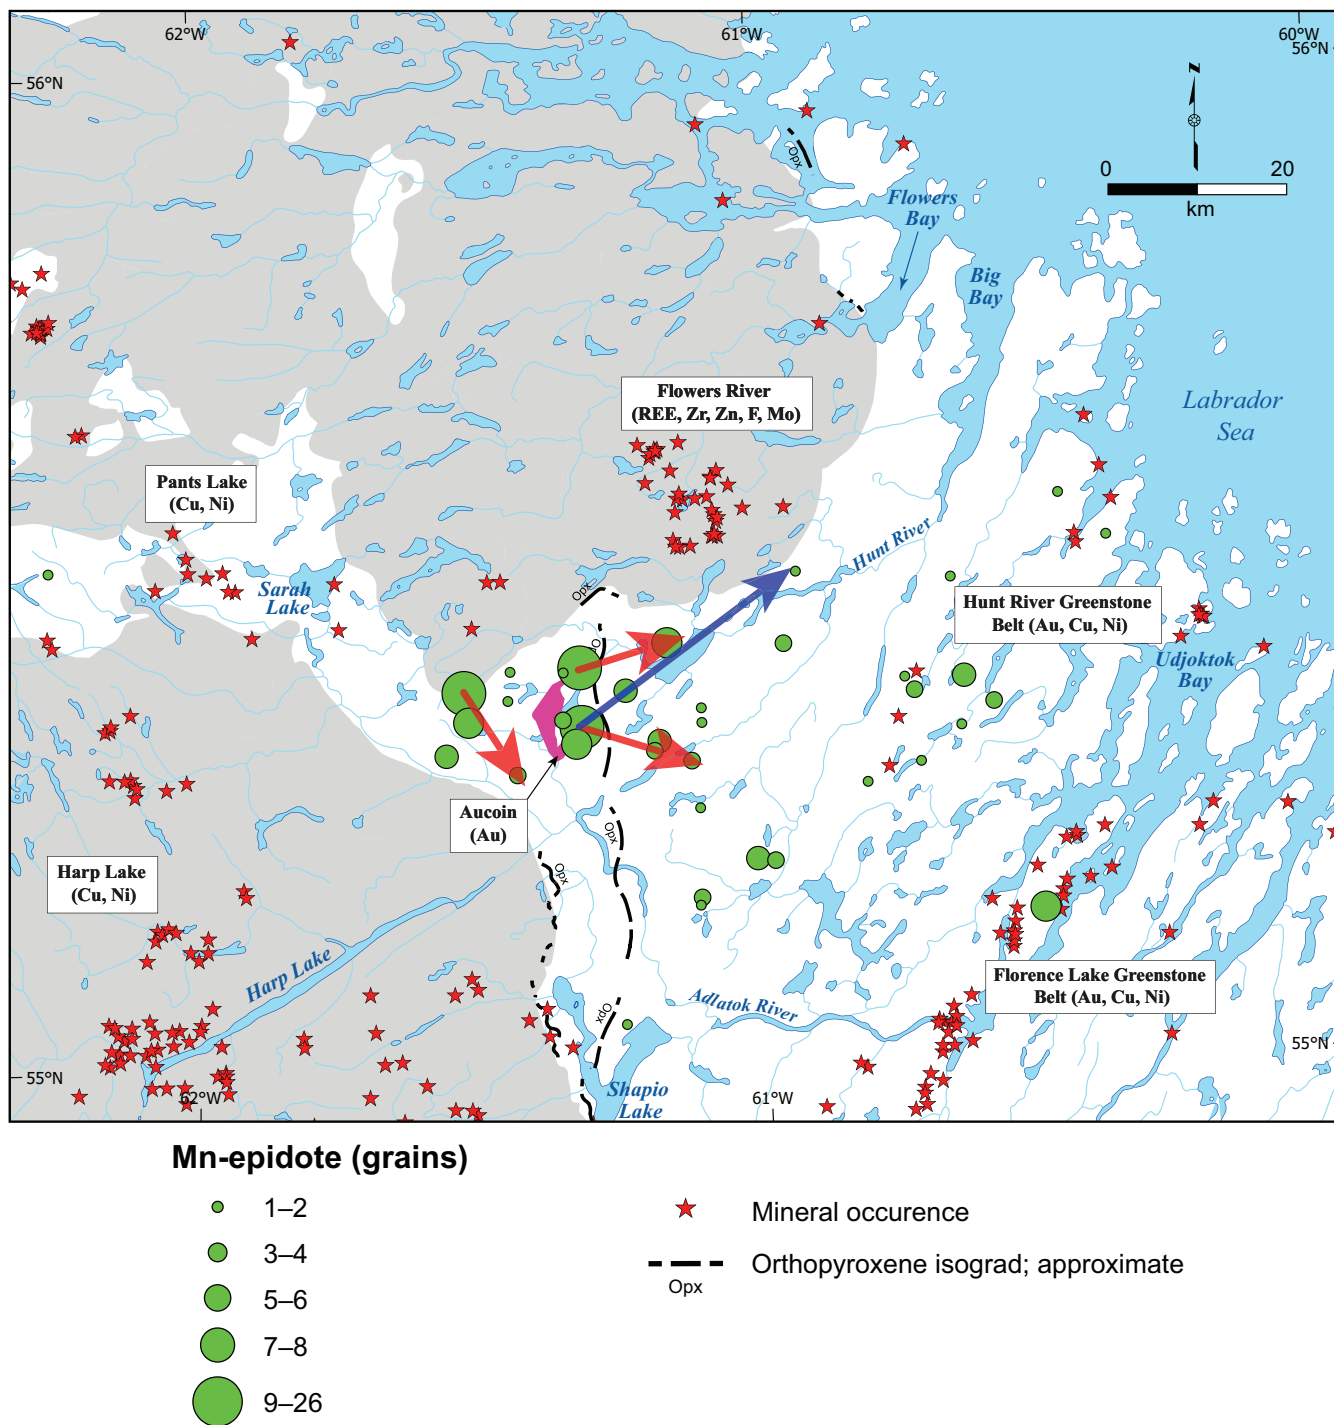 62°W
61°W
60°W
56°N
56°N
N
0
20
km
Opx
Flowers
Bay
Big
Bay
Labrador
Sea
Flowers River
(REE, Zr, Zn, F, Mo)
Pants Lake
(Cu, Ni)
Sarah
Lake
Hunt River
Opx
Hunt River Greenstone
Belt (Au, Cu, Ni)
Udjoktok
Bay
Aucoin
(Au)
Opx
Opx
Harp Lake
(Cu, Ni)
Harp Lake
Florence Lake Greenstone
Belt (Au, Cu, Ni)
Adlatok River
Opx
Shapio
Lake
55°N
55°N
62°W
61°W
Mn-epidote (grains)
1–2
3–4
5–6
7–8
9–26
Mineral occurence
Orthopyroxene isograd; approximate
Opx